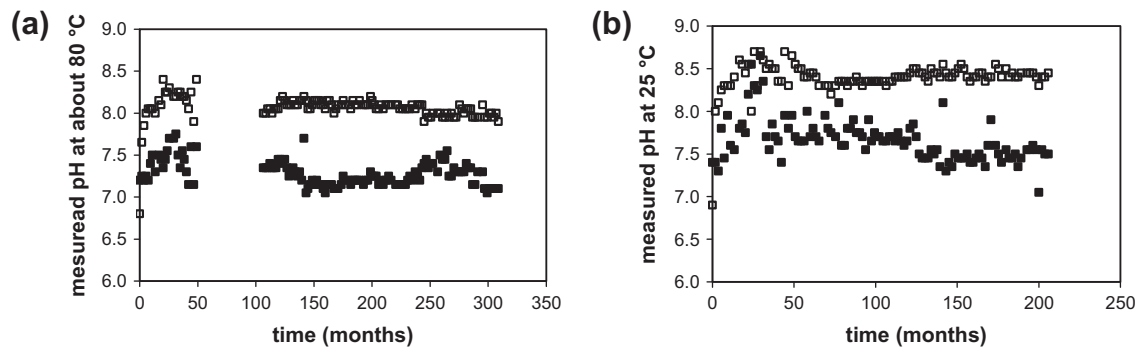 (a)
mesuread pH at about 80 °C
9.0
8.5
8.0
7.5
7.0
6.5
6.0
0 50 100 150 200 250 300 350
time (months)
(b)
measured pH at 25 °C
9.0
8.5
8.0
7.5
7.0
6.5
6.0
0 50 100 150 200 250
time (months)